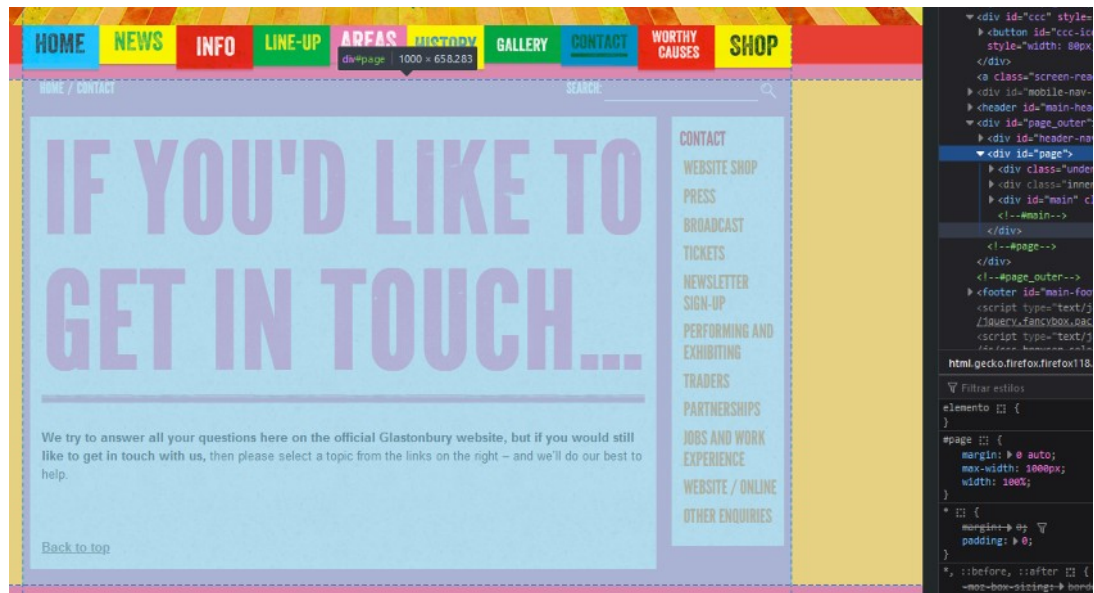 HOME NEWS INFO LINE-UP AREAS HISTORY GALLERY CONTACT WORTHY CAUSES SHOP
div#page 1000 × 658.283
HOME / CONTACT
SEARCH:
IF YOU'D LIKE TO
GET IN TOUCH...
We try to answer all your questions here on the official Glastonbury website, but if you would still
like to get in touch with us, then please select a topic from the links on the right – and we'll do our best to
help.
Back to top
CONTACT
WEBSITE SHOP
PRESS
BROADCAST
TICKETS
NEWSLETTER
SIGN-UP
PERFORMING AND
EXHIBITING
TRADERS
PARTNERSHIPS
JOBS AND WORK
EXPERIENCE
WEBSITE / ONLINE
OTHER ENQUIRIES
<div id="ccc" style=
<button id="ccc-ico
style="width: 80px
</div>
<a class="screen-rea
<div id="mobile-nav-
<header id="main-hea
<div id="page_outer"
<div id="header-na
<div id="page">
<div class="under
<div class="inner
<div id="main" cl
<!--#main-->
</div>
<!--#page-->
</div>
<!--#page_outer-->
<footer id="main-foo
<script type="text/j
/jquery.fancybox.pac
<script type="text/j
html.gecko.firefox.firefox118.
Filtrar estilos
elemento {
}
#page {
margin: 0 auto;
max-width: 1000px;
width: 100%;
}
* {
margin: 0;
padding: 0;
}
*, ::before, ::after {
-moz-box-sizing: bord